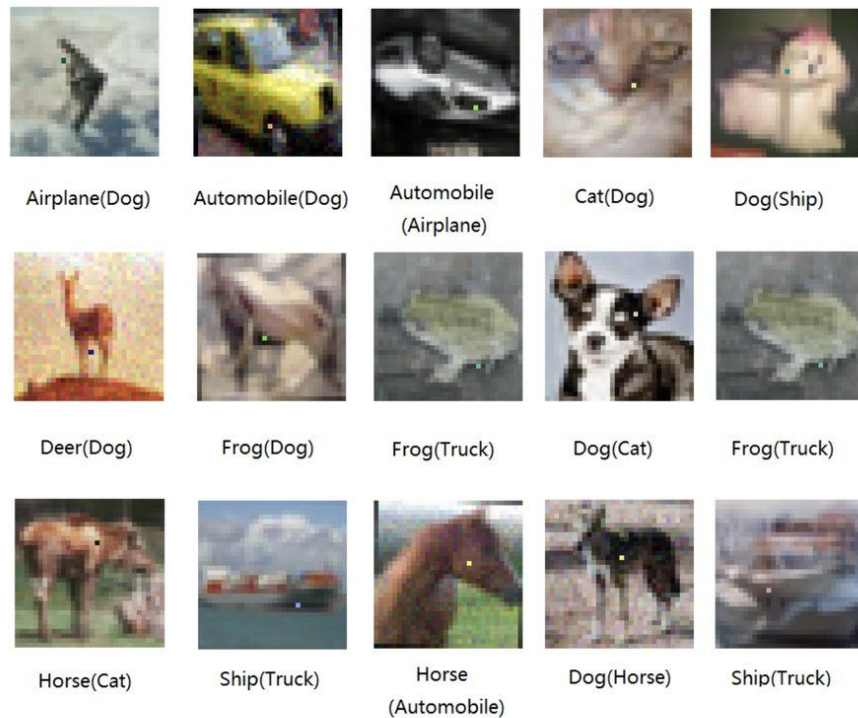 Airplane(Dog)
Automobile(Dog)
Automobile
(Airplane)
Cat(Dog)
Dog(Ship)
Deer(Dog)
Frog(Dog)
Frog(Truck)
Dog(Cat)
Frog(Truck)
Horse(Cat)
Ship(Truck)
Horse
(Automobile)
Dog(Horse)
Ship(Truck)